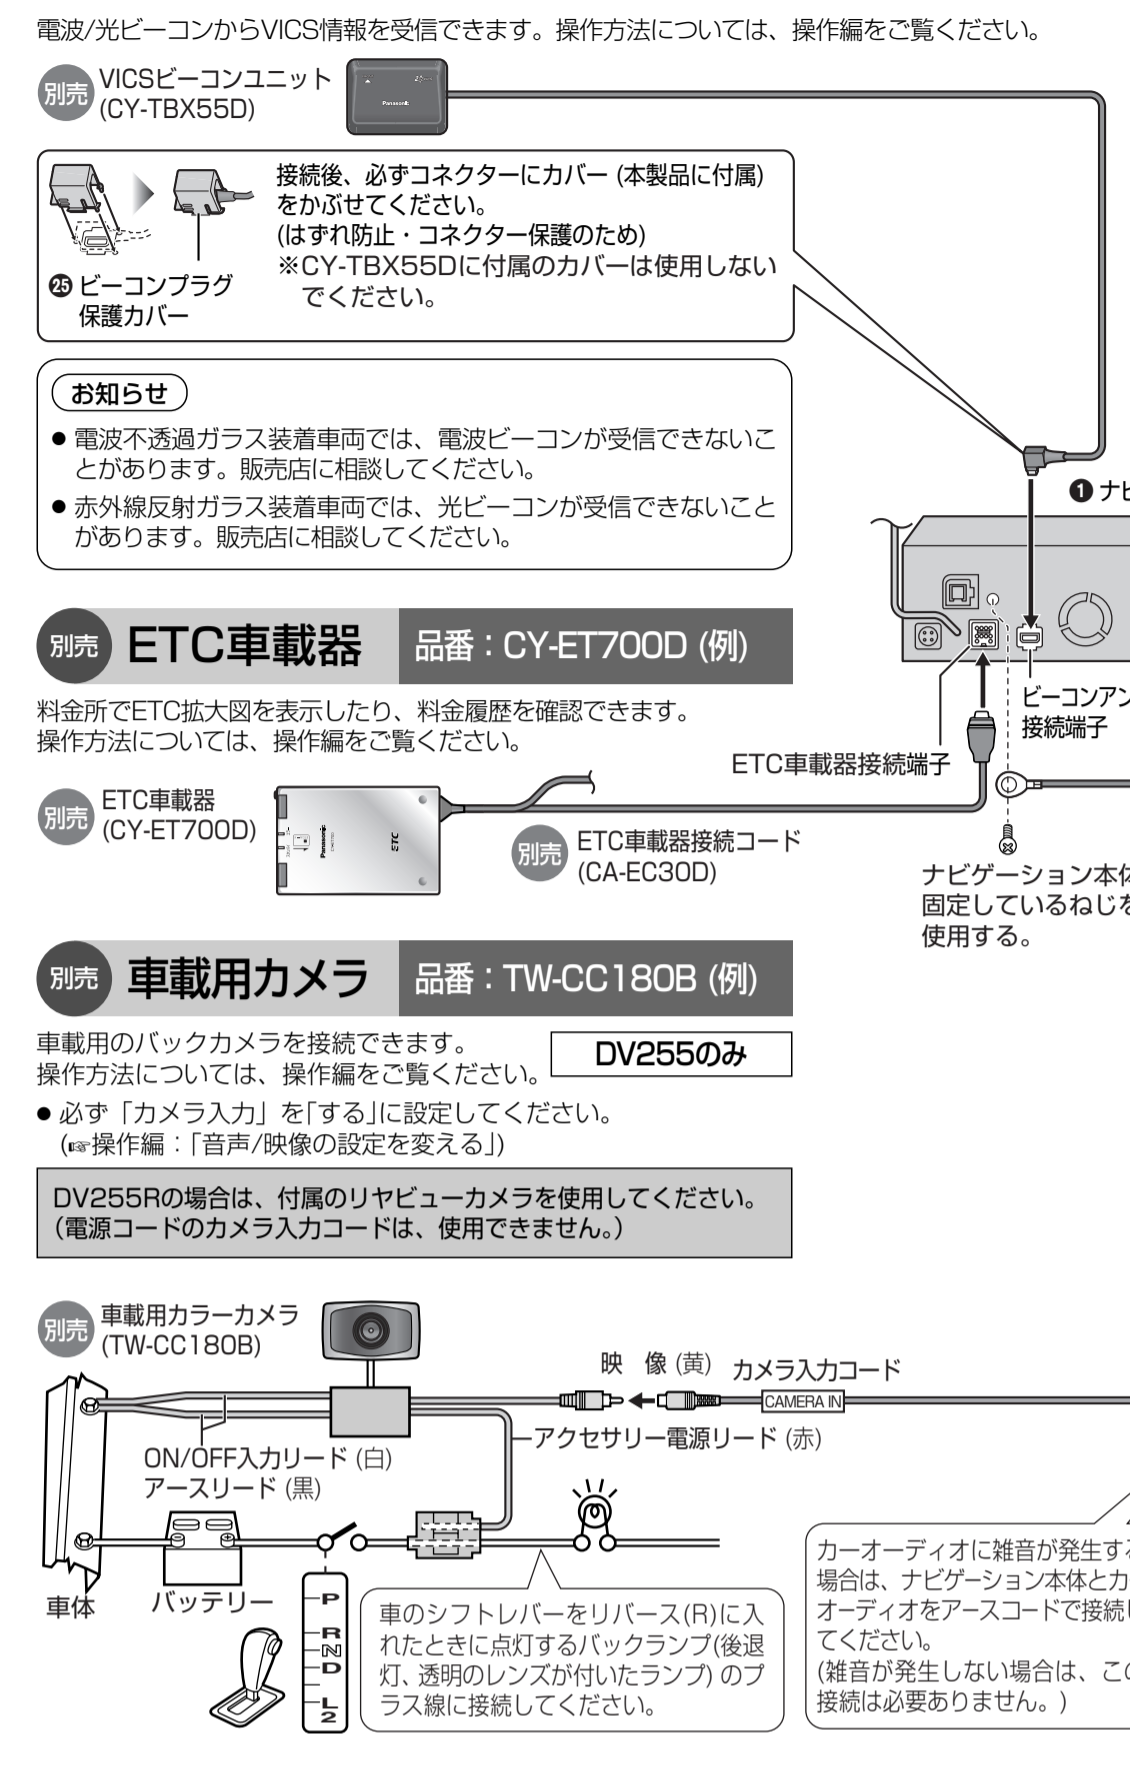 電波/光ビーコンからVICS情報を受信できます。操作方法については、操作編をご覧ください。
別売
VICSビーコンユニット
(CY-TBX55D)
Panasonic
接続後、必ずコネクターにカバー (本製品に付属)
をかぶせてください。
(はずれ防止・コネクター保護のため)
※CY-TBX55Dに付属のカバーは使用しない
でください。
㉕ ビーコンプラグ
保護カバー
お知らせ
● 電波不透過ガラス装着車両では、電波ビーコンが受信できないこ
とがあります。販売店に相談してください。
● 赤外線反射ガラス装着車両では、光ビーコンが受信できないこと
があります。販売店に相談してください。
❶ ナビ
ビーコンアン
接続端子
別売 ETC車載器 品番：CY-ET700D (例)
料金所でETC拡大図を表示したり、料金履歴を確認できます。
操作方法については、操作編をご覧ください。
ETC車載器接続端子
別売
ETC車載器
(CY-ET700D)
Panasonic
ETC
別売
ETC車載器接続コード
(CA-EC30D)
ナビゲーション本体
固定しているねじを
使用する。
別売 車載用カメラ 品番：TW-CC180B (例)
車載用のバックカメラを接続できます。
操作方法については、操作編をご覧ください。
DV255のみ
● 必ず「カメラ入力」を「する」に設定してください。
(☞操作編：「音声/映像の設定を変える」)
DV255Rの場合は、付属のリヤビューカメラを使用してください。
（電源コードのカメラ入力コードは、使用できません。）
別売
車載用カラーカメラ
(TW-CC180B)
映　像 (黄)
カメラ入力コード
CAMERA IN
アクセサリー電源リード (赤)
ON/OFF入力リード (白)
アースリード (黒)
車体
バッテリー
P
R
N
D
L
2
車のシフトレバーをリバース(R)に入
れたときに点灯するバックランプ(後退
灯、透明のレンズが付いたランプ) のプ
ラス線に接続してください。
カーオーディオに雑音が発生する
場合は、ナビゲーション本体とカ
オーディオをアースコードで接続し
てください。
(雑音が発生しない場合は、この
接続は必要ありません。)